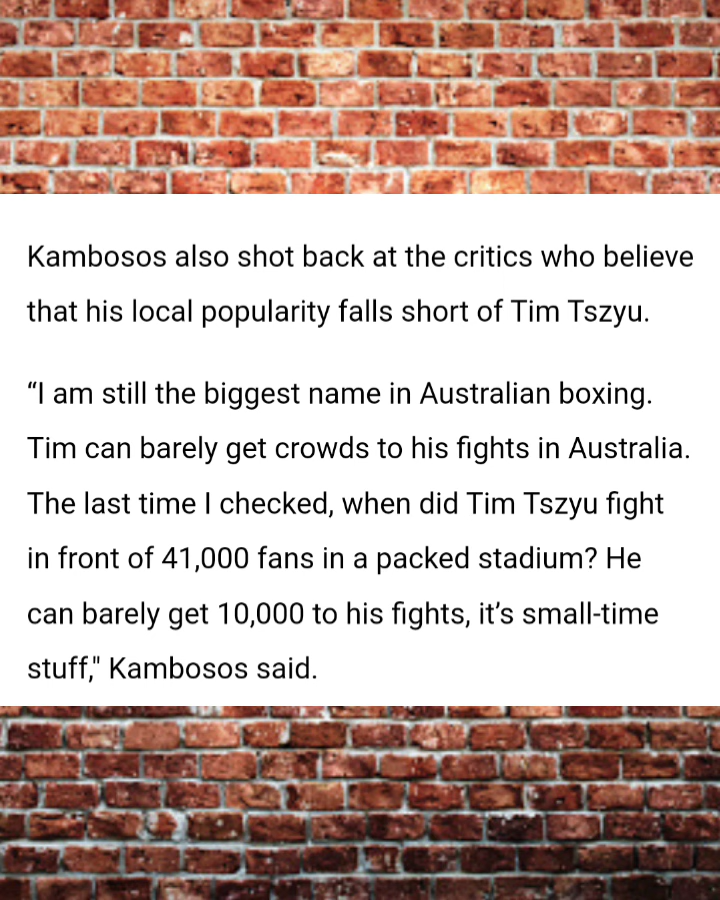 Kambosos also shot back at the critics who believe
that his local popularity falls short of Tim Tszyu.
“I am still the biggest name in Australian boxing.
Tim can barely get crowds to his fights in Australia.
The last time I checked, when did Tim Tszyu fight
in front of 41,000 fans in a packed stadium? He
can barely get 10,000 to his fights, it’s small-time
stuff," Kambosos said.